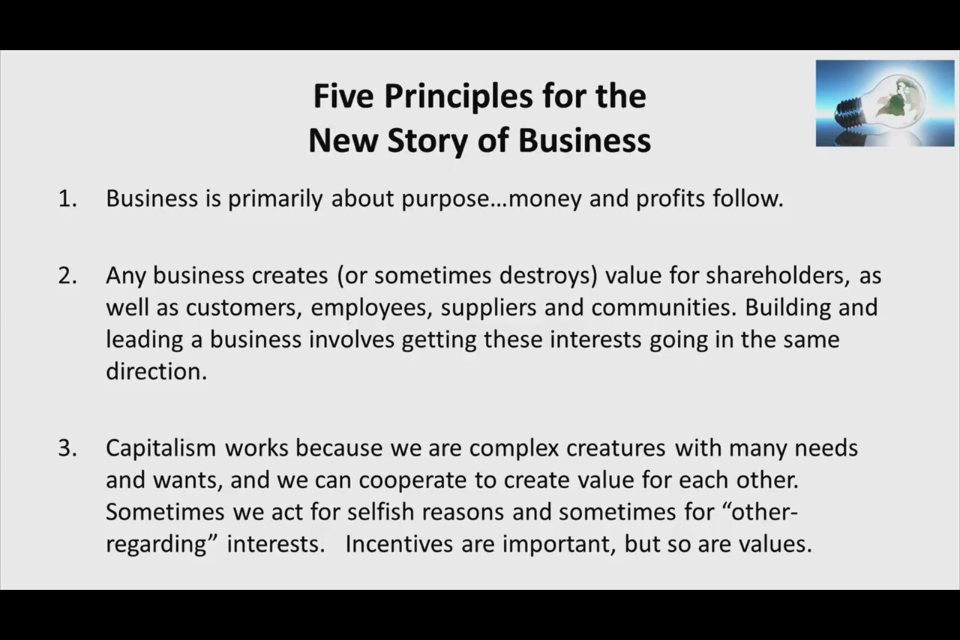 Five Principles for the
New Story of Business
1. Business is primarily about purpose...money and profits follow.
2. Any business creates (or sometimes destroys) value for shareholders, as
well as customers, employees, suppliers and communities. Building and
leading a business involves getting these interests going in the same
direction.
3. Capitalism works because we are complex creatures with many needs
and wants, and we can cooperate to create value for each other.
Sometimes we act for selfish reasons and sometimes for “other-
regarding” interests. Incentives are important, but so are values.